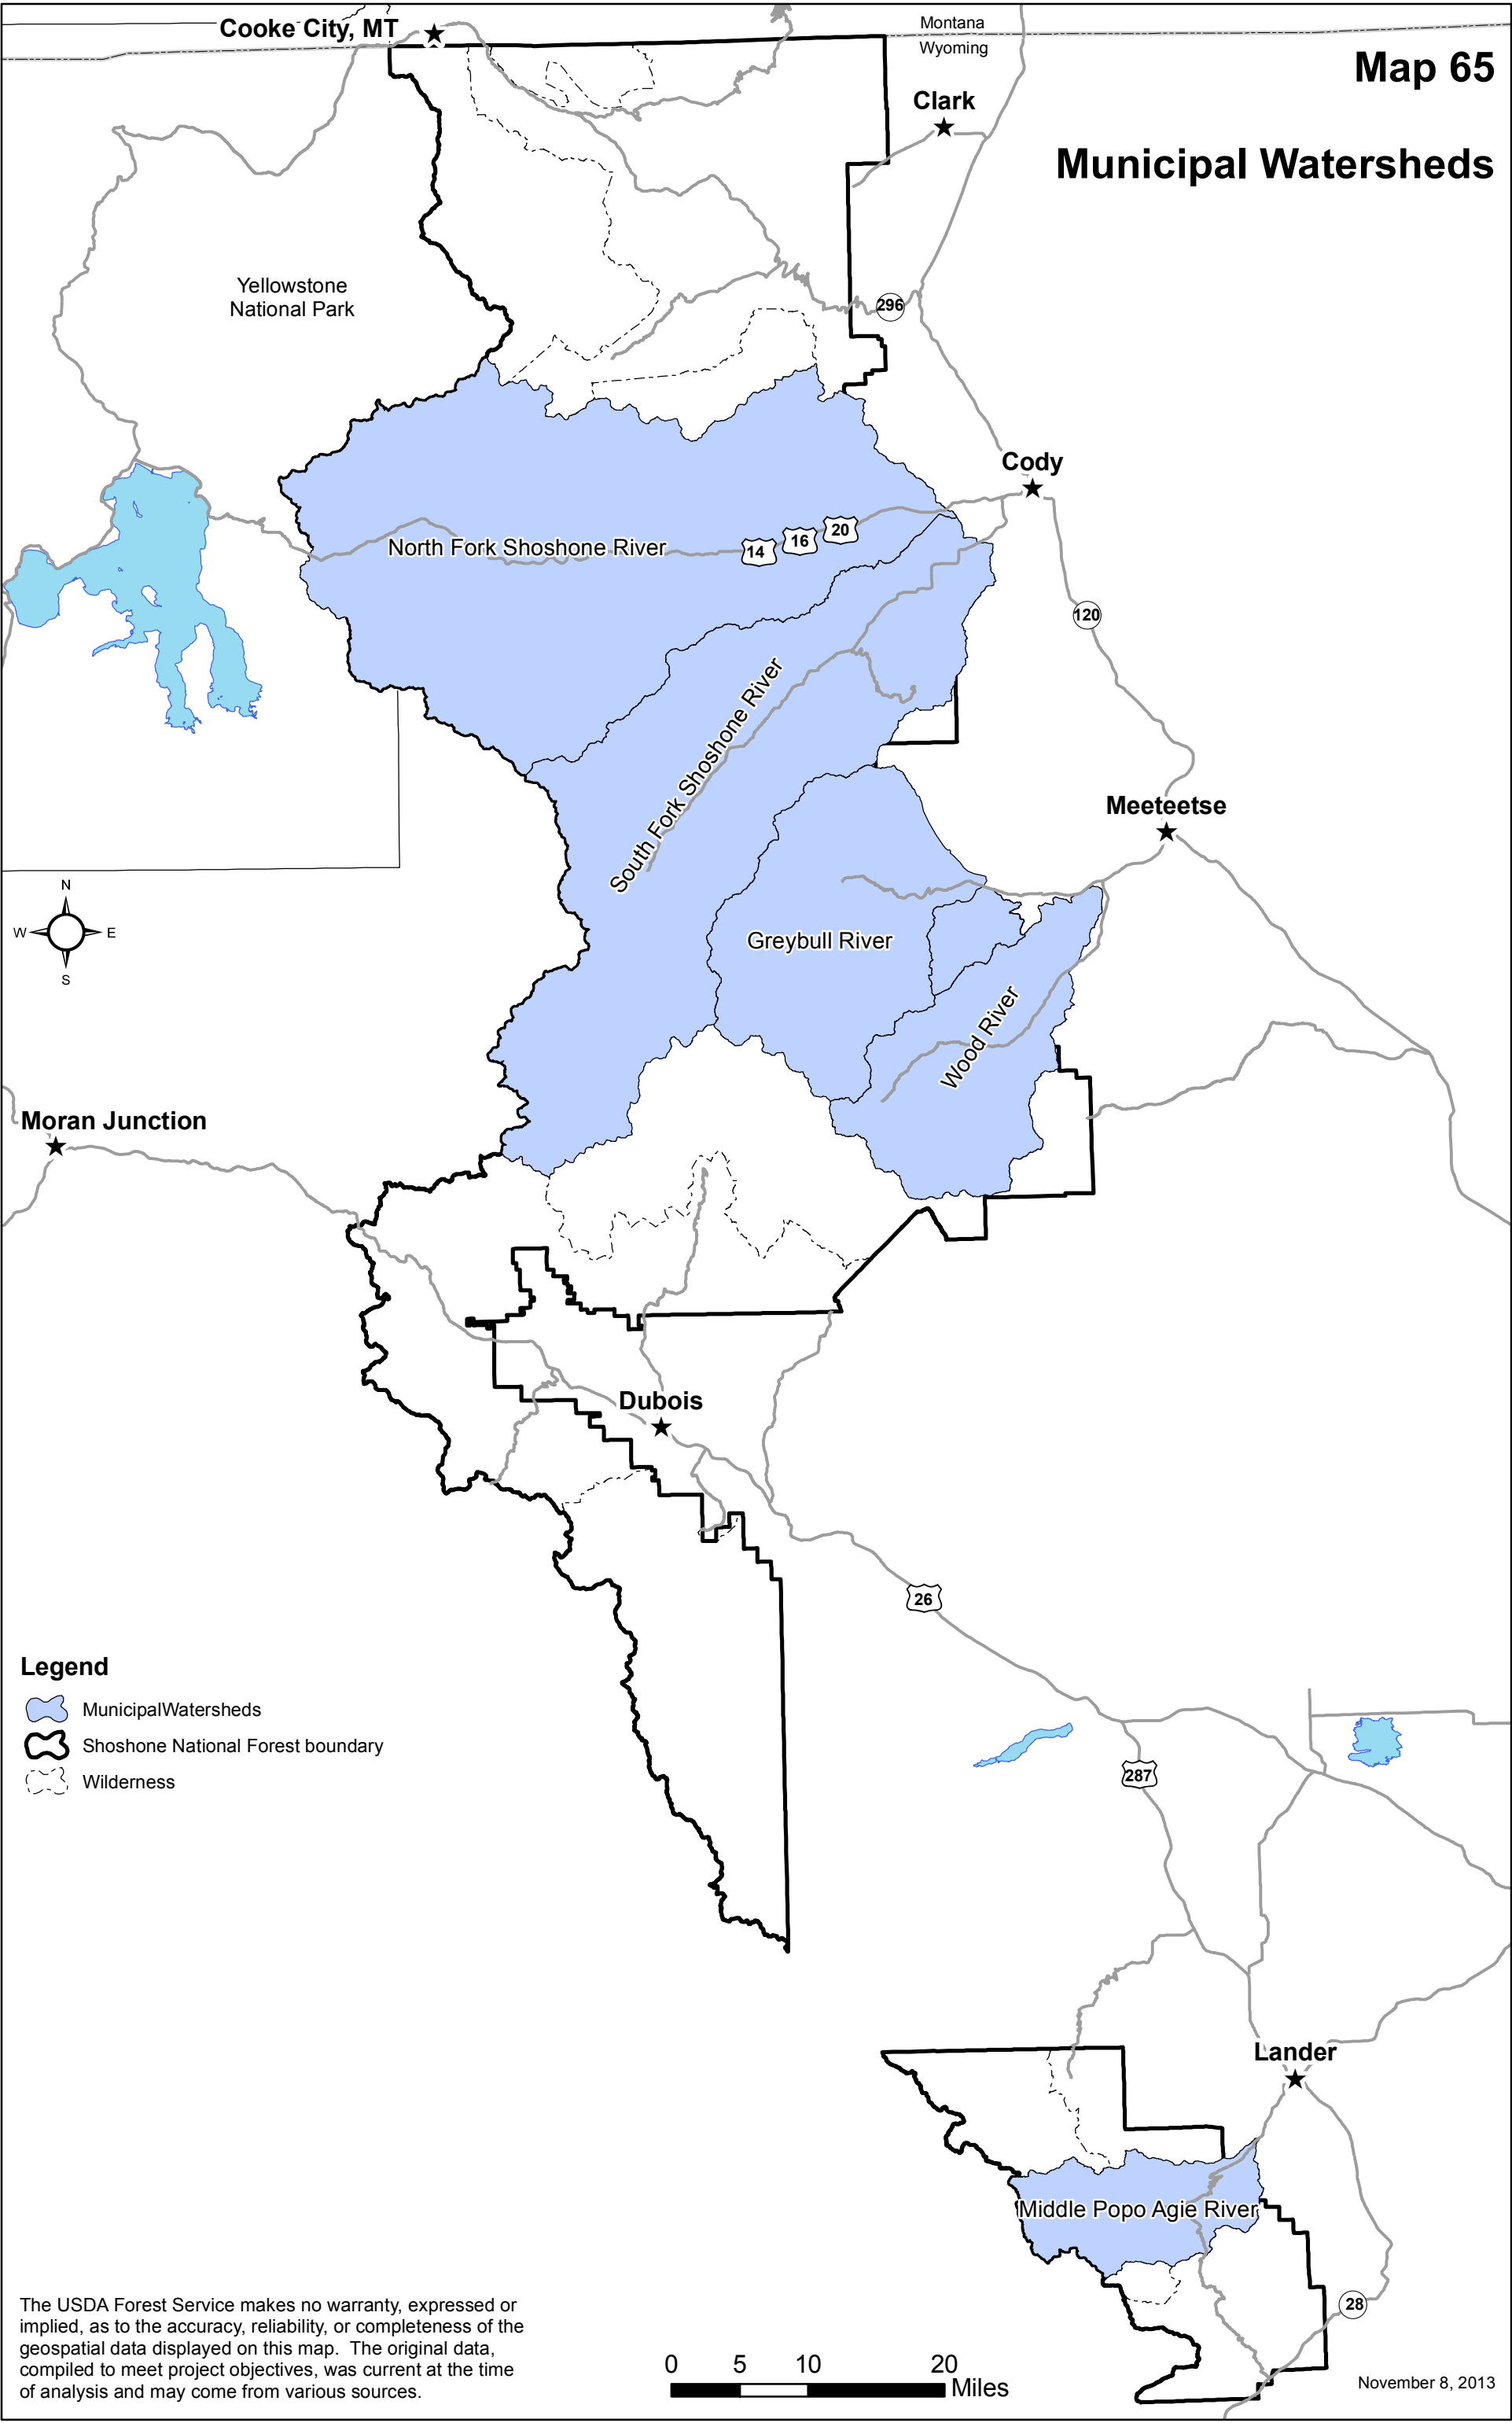 Cooke City, MT
Montana
Wyoming
Map 65
Clark
Municipal Watersheds
Yellowstone
National Park
296
Cody
North Fork Shoshone River
14
16
20
120
South Fork Shoshone River
Meeteetse
N
W
E
S
Greybull River
Wood River
Moran Junction
Dubois
26
Legend
MunicipalWatersheds
Shoshone National Forest boundary
Wilderness
287
Lander
Middle Popo Agie River
28
The USDA Forest Service makes no warranty, expressed or
implied, as to the accuracy, reliability, or completeness of the
geospatial data displayed on this map.  The original data,
compiled to meet project objectives, was current at the time
of analysis and may come from various sources.
0 5 10 20
Miles
November 8, 2013